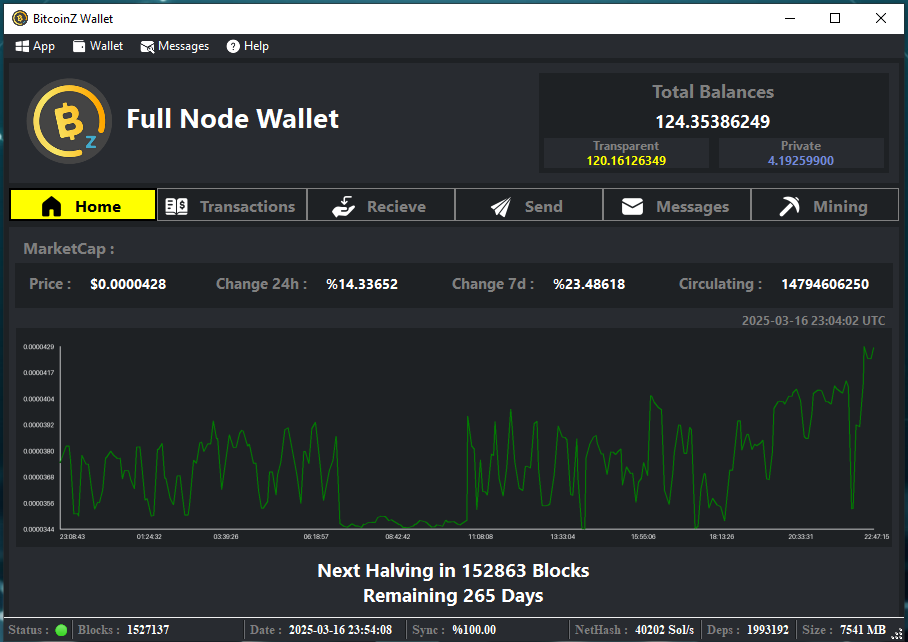 BitcoinZ Wallet
App Wallet Messages Help
Full Node Wallet
Total Balances
124.35386249
Transparent Private
120.16126349 4.19259900
Home Transactions Recieve Send Messages Mining
MarketCap :
Price : $0.0000428 Change 24h : %14.33652 Change 7d : %23.48618 Circulating : 14794606250
2025-03-16 23:04:02 UTC
0.0000429
0.0000417
0.0000404
0.0000392
0.0000380
0.0000368
0.0000356
0.0000344
23:08:43 01:24:32 03:39:26 06:18:57 08:42:42 11:08:08 13:33:04 15:55:06 18:13:26 20:33:31 22:47:15
Next Halving in 152863 Blocks
Remaining 265 Days
Status : Blocks : 1527137 Date : 2025-03-16 23:54:08 Sync : %100.00 NetHash : 40202 Sol/s Deps : 1993192 Size : 7541 MB